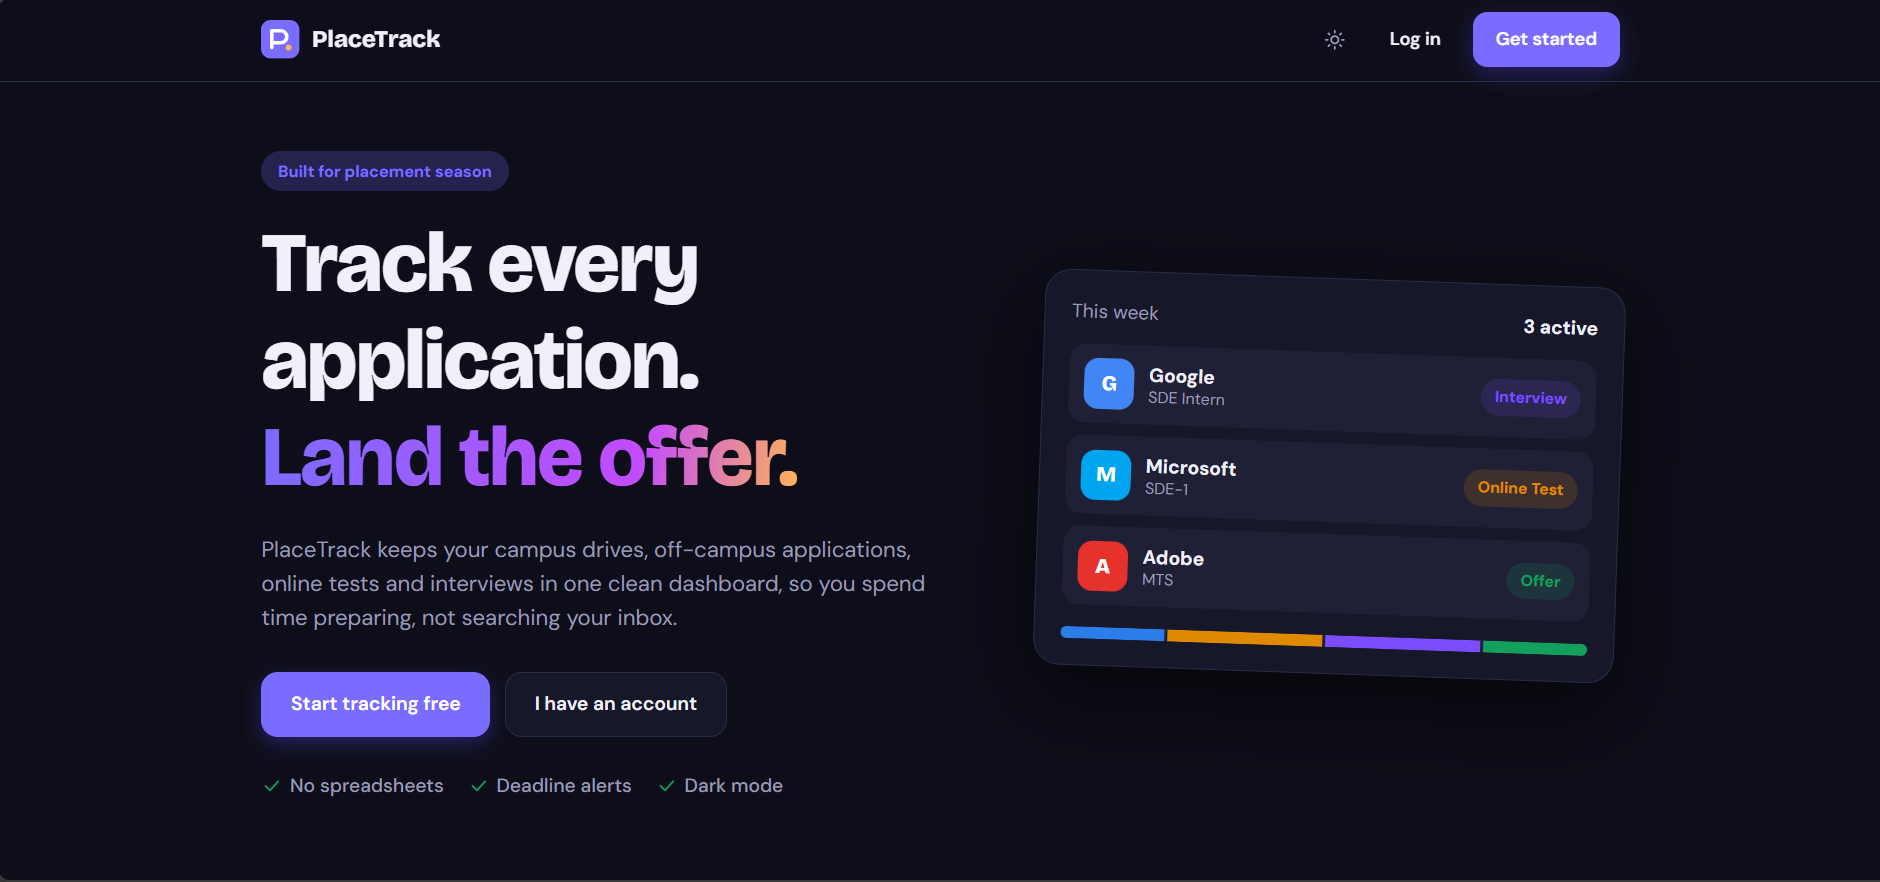 PlaceTrack
Log in
Get started
Built for placement season
Track every
application.
Land the offer.
PlaceTrack keeps your campus drives, off-campus applications,
online tests and interviews in one clean dashboard, so you spend
time preparing, not searching your inbox.
Start tracking free
I have an account
No spreadsheets
Deadline alerts
Dark mode
This week
3 active
G
Google
SDE Intern
Interview
M
Microsoft
SDE-1
Online Test
A
Adobe
MTS
Offer